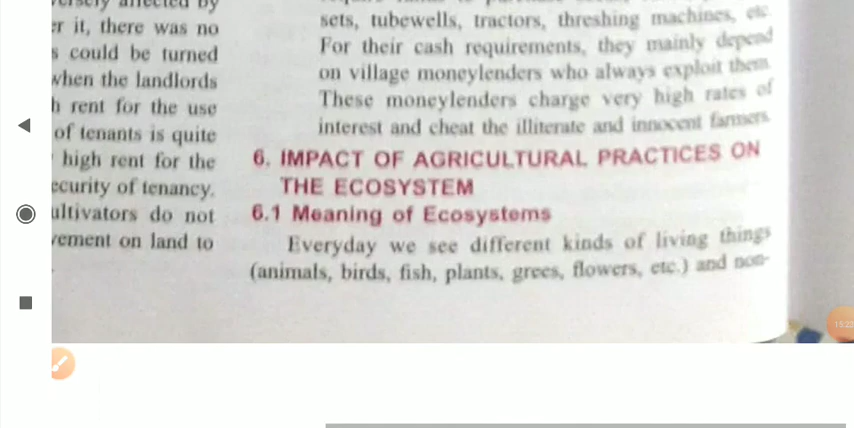 it, there was no
could be turned
when the landlords
rent for the use
of tenants is quite
high rent for the
ecurity of tenancy.
ultivators do not
vement on land to
sets, tubewells, tractors, threshing machines, etc.
For their cash requirements, they mainly depend
on village moneylenders who always exploit them.
These moneylenders charge very high rates of
interest and cheat the illiterate and innocent farmers.
6. IMPACT OF AGRICULTURAL PRACTICES ON
THE ECOSYSTEM
6.1 Meaning of Ecosystems
Everyday we see different kinds of living things
(animals, birds, fish, plants, grees, flowers, etc.) and non-